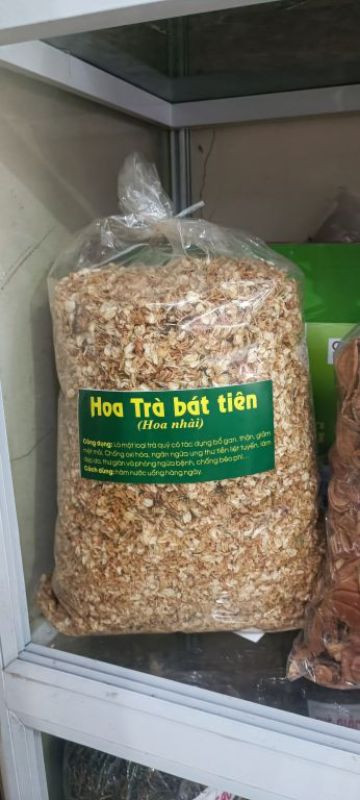 Hoa Trà bát tiên
(Hoa nhài)
Công dụng: Là một loại trà quý có tác dụng bổ gan, thận, giảm
mệt mỏi. Chống oxi hóa, ngăn ngừa ung thư tiền liệt tuyến, làm
đẹp da, thư giãn và phòng ngừa bệnh, chống béo phì...
Cách dùng: hãm nước uống hàng ngày.